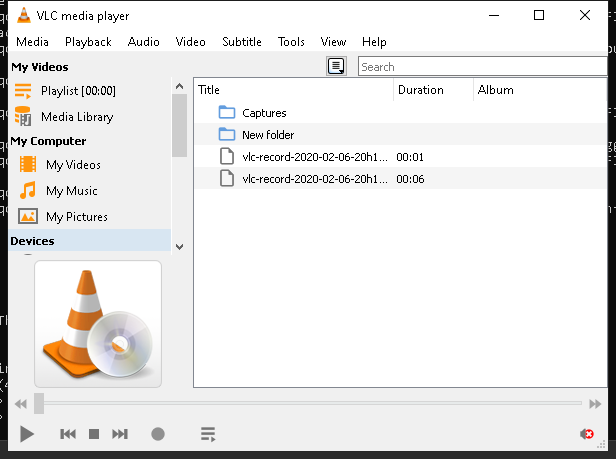 VLC media player
Media Playback Audio Video Subtitle Tools View Help
My Videos
Search
Playlist [00:00]
Media Library
My Computer
My Videos
My Music
My Pictures
Devices
Title Duration Album
Captures
New folder
vlc-record-2020-02-06-20h1... 00:01
vlc-record-2020-02-06-20h1... 00:06